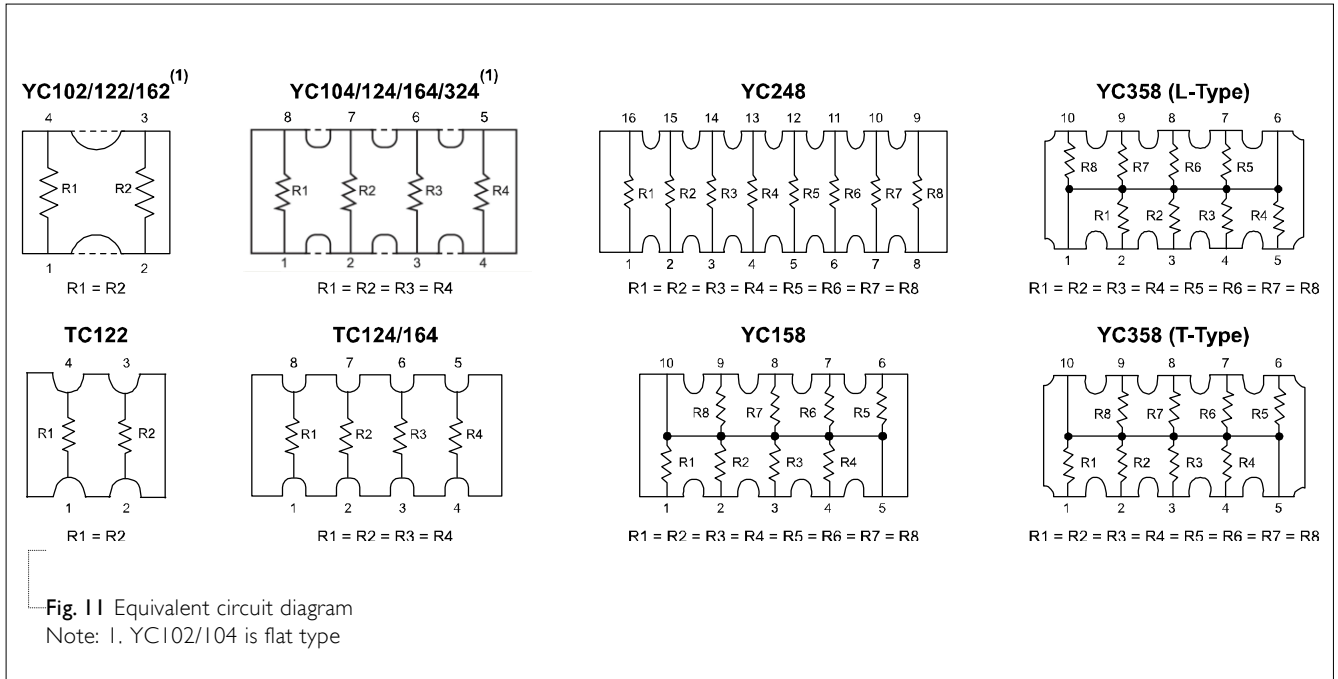 YC102/122/162(1)
4 3
R1 R2
1 2
R1 = R2
YC104/124/164/324(1)
8 7 6 5
R1 R2 R3 R4
1 2 3 4
R1 = R2 = R3 = R4
YC248
16 15 14 13 12 11 10 9
R1 R2 R3 R4 R5 R6 R7 R8
1 2 3 4 5 6 7 8
R1 = R2 = R3 = R4 = R5 = R6 = R7 = R8
YC358 (L-Type)
10 9 8 7 6
R8 R7 R6 R5
R1 R2 R3 R4
1 2 3 4 5
R1 = R2 = R3 = R4 = R5 = R6 = R7 = R8
TC122
4 3
R1 R2
1 2
R1 = R2
TC124/164
8 7 6 5
R1 R2 R3 R4
1 2 3 4
R1 = R2 = R3 = R4
YC158
10 9 8 7 6
R8 R7 R6 R5
R1 R2 R3 R4
1 2 3 4 5
R1 = R2 = R3 = R4 = R5 = R6 = R7 = R8
YC358 (T-Type)
10 9 8 7 6
R8 R7 R6 R5
R1 R2 R3 R4
1 2 3 4 5
R1 = R2 = R3 = R4 = R5 = R6 = R7 = R8
Fig. 11 Equivalent circuit diagram
Note: 1. YC102/104 is flat type